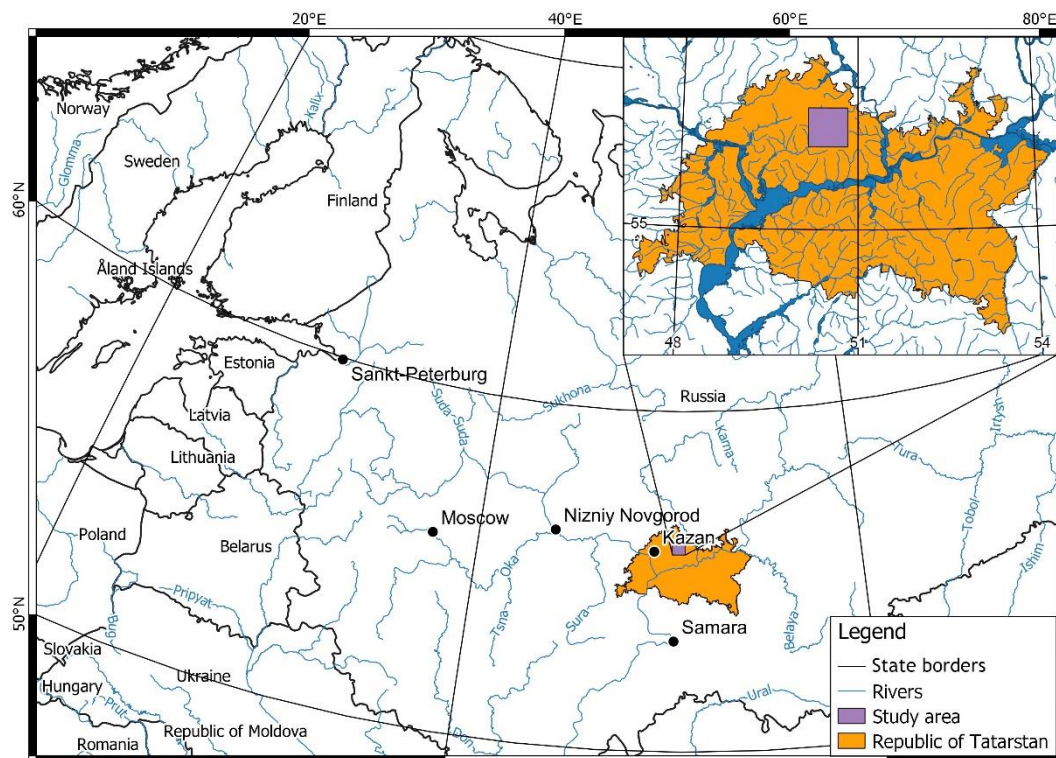 20°E
40°E
60°E
80°E
60°N
50°N
Norway
Glomma
Sweden
Kalix
Finland
Åland Islands
Estonia
Sankt-Peterburg
Latvia
Lithuania
Suda
Suda
Sukhona
Russia
Kama
Tura
Irtysh
Tobol
Ishim
Poland
Belarus
Moscow
Oka
Nizniy Novgorod
Kazan
Pripyat
Bug
Tsna
Sura
Samara
Belaya
Slovakia
Hungary
Ukraine
Prut
Republic of Moldova
Romania
Don
Ural
55
55
48
51
54
Legend
State borders
Rivers
Study area
Republic of Tatarstan